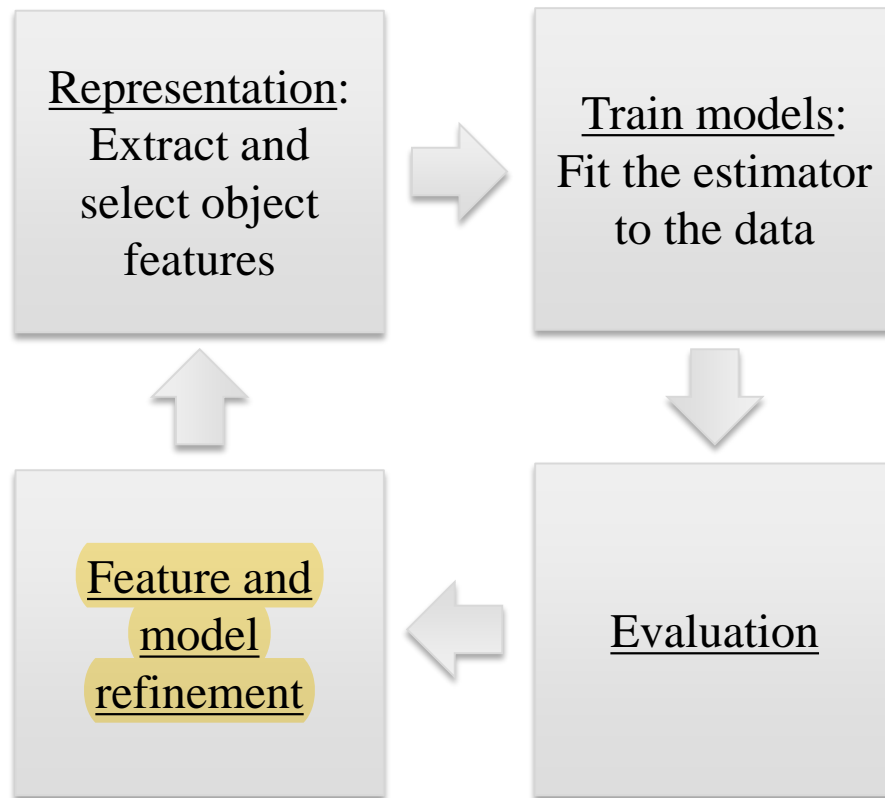 Representation:
Extract and
select object
features
Train models:
Fit the estimator
to the data
Feature and
model
refinement
Evaluation